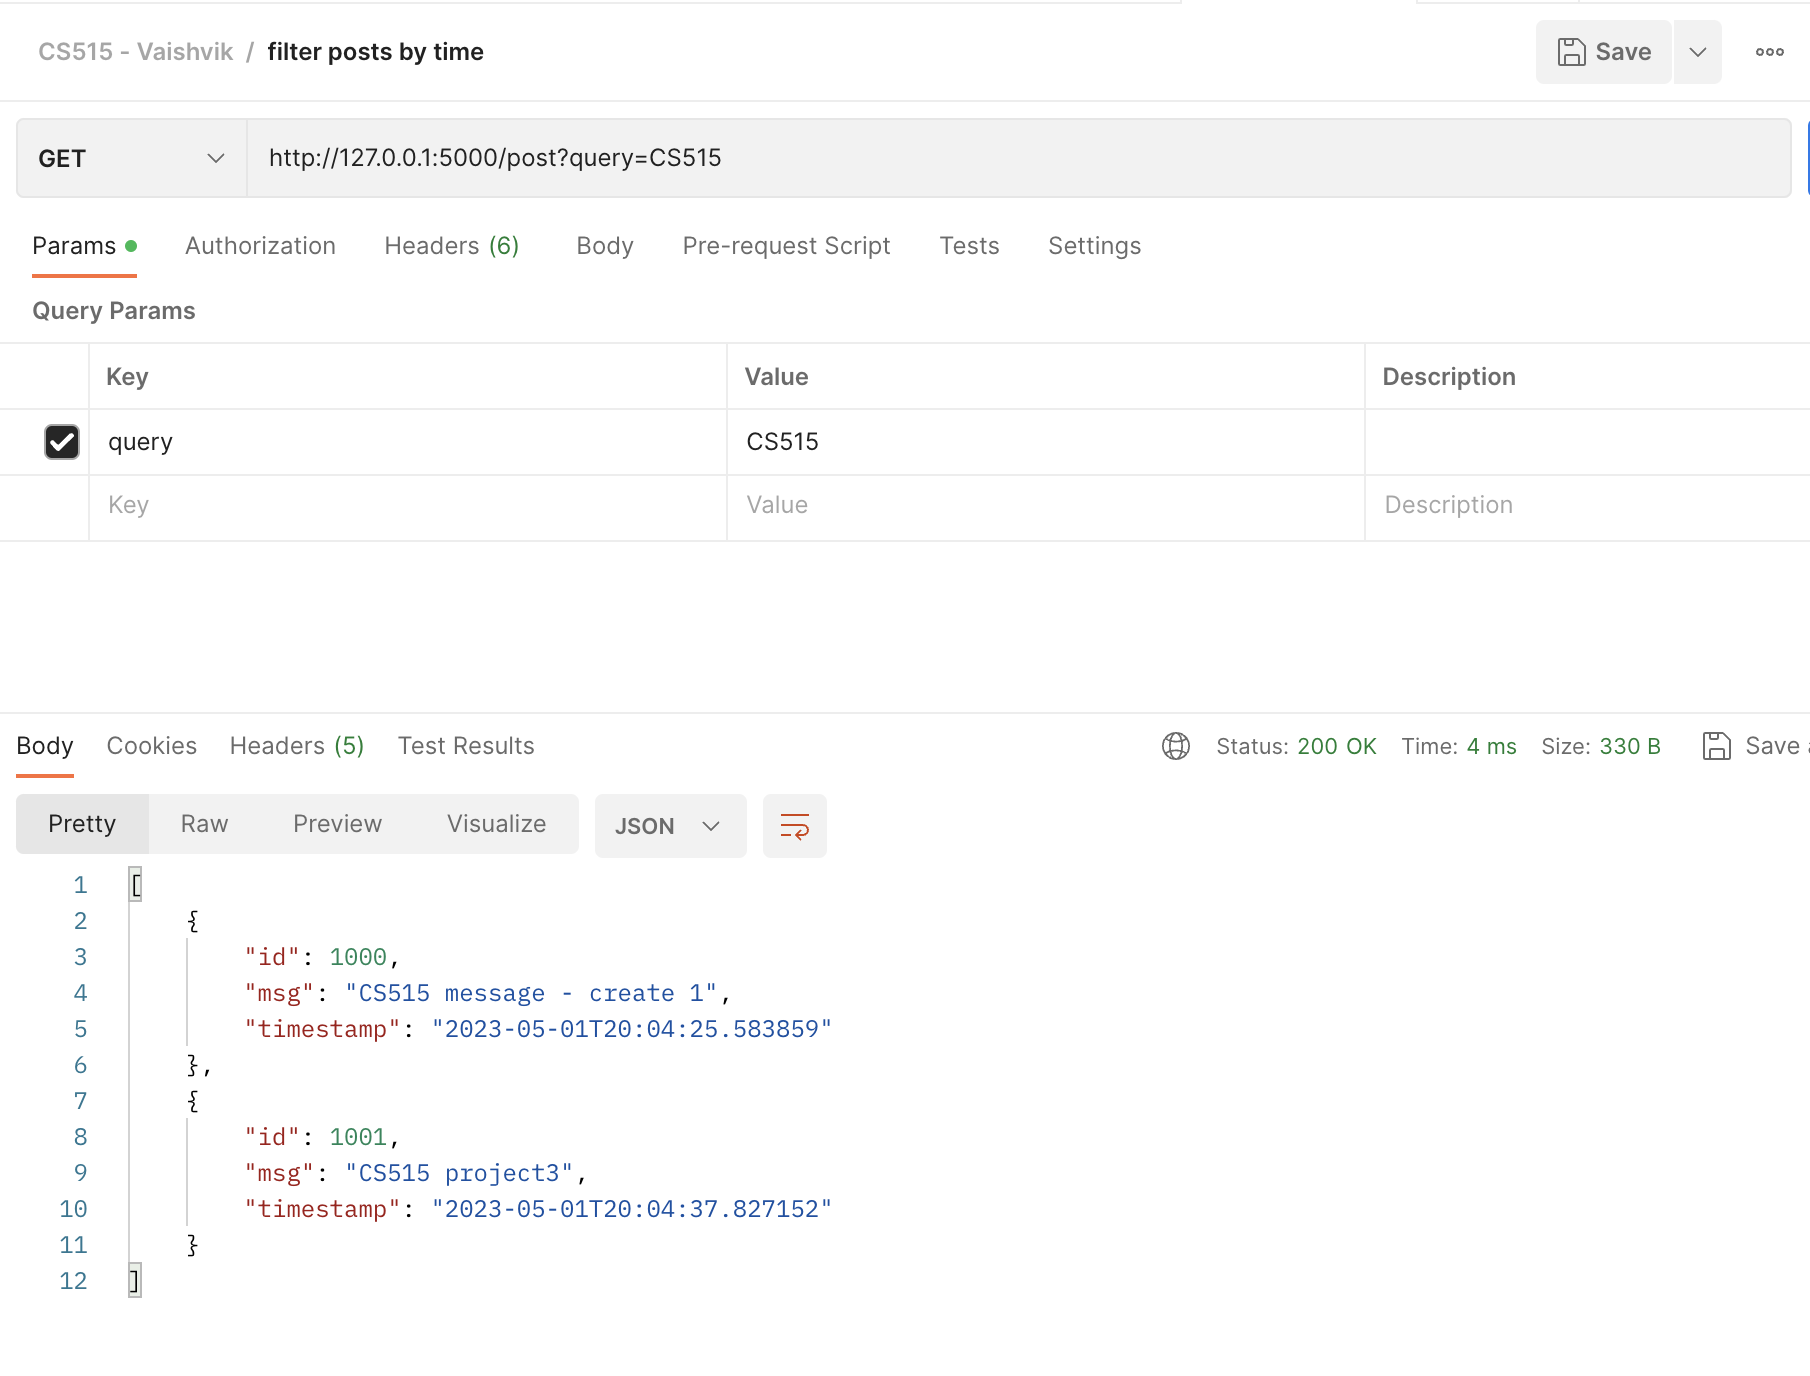 CS515 - Vaishvik / filter posts by time
Save
GET http://127.0.0.1:5000/post?query=CS515
Params Authorization Headers (6) Body Pre-request Script Tests Settings
Query Params
Key Value Description
query CS515
Key Value Description
Body Cookies Headers (5) Test Results Status: 200 OK Time: 4 ms Size: 330 B Save
Pretty Raw Preview Visualize JSON
1 [
2 {
3 "id": 1000,
4 "msg": "CS515 message - create 1",
5 "timestamp": "2023-05-01T20:04:25.583859"
6 },
7 {
8 "id": 1001,
9 "msg": "CS515 project3",
10 "timestamp": "2023-05-01T20:04:37.827152"
11 }
12 ]